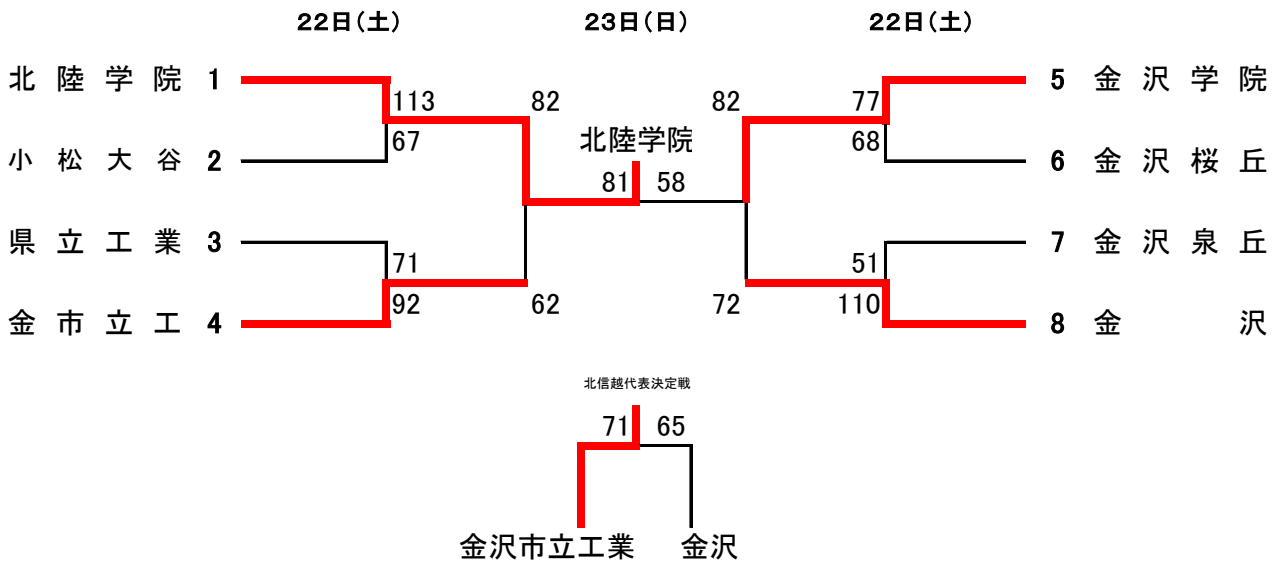 22日(土) 23日(日) 22日(土)
北陸学院 1 5 金沢学院
113 82 82 77
北陸学院
67 68
小松大谷 2 6 金沢桜丘
81 58
県立工業 3 7 金沢泉丘
71 51
92 62 72 110
金市立工 4 8 金沢
北信越代表決定戦
71 65
金沢市立工業 金沢